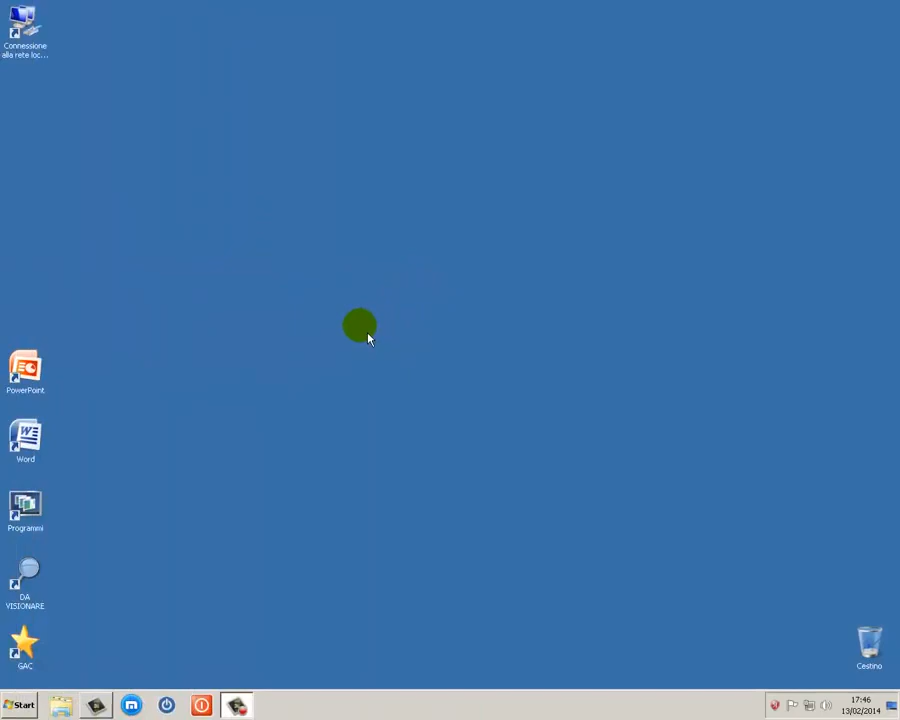 Connessione
alla rete loc...
PowerPoint
Word
Programmi
DA
VISIONARE
GAC
Cestino
Start
17:46
13/02/2014